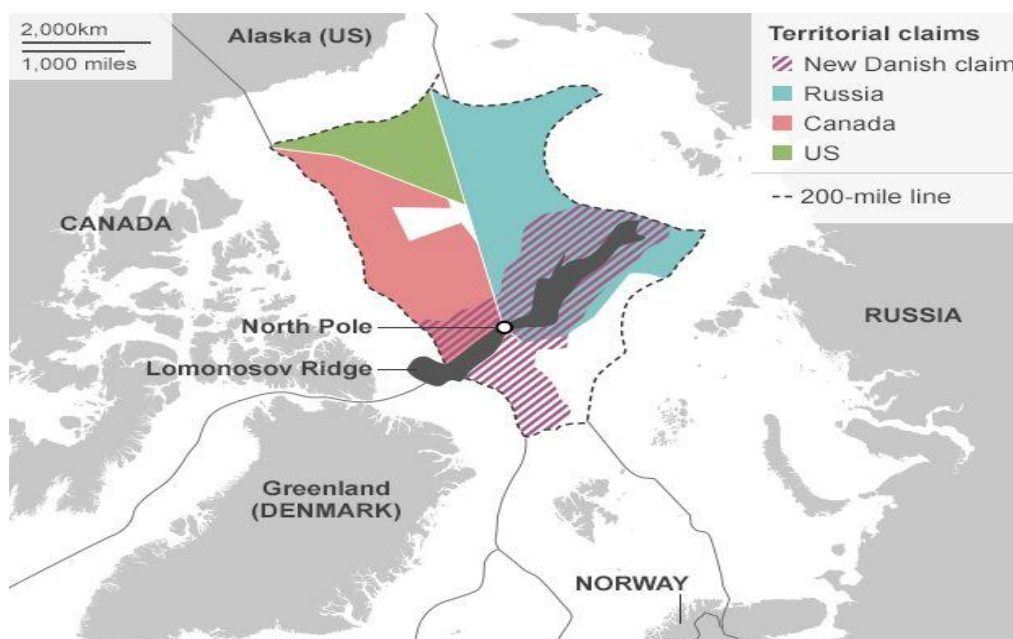 2,000km
1,000 miles
Alaska (US)
Territorial claims
New Danish claim
Russia
Canada
US
200-mile line
CANADA
North Pole
RUSSIA
Lomonosov Ridge
Greenland
(DENMARK)
NORWAY